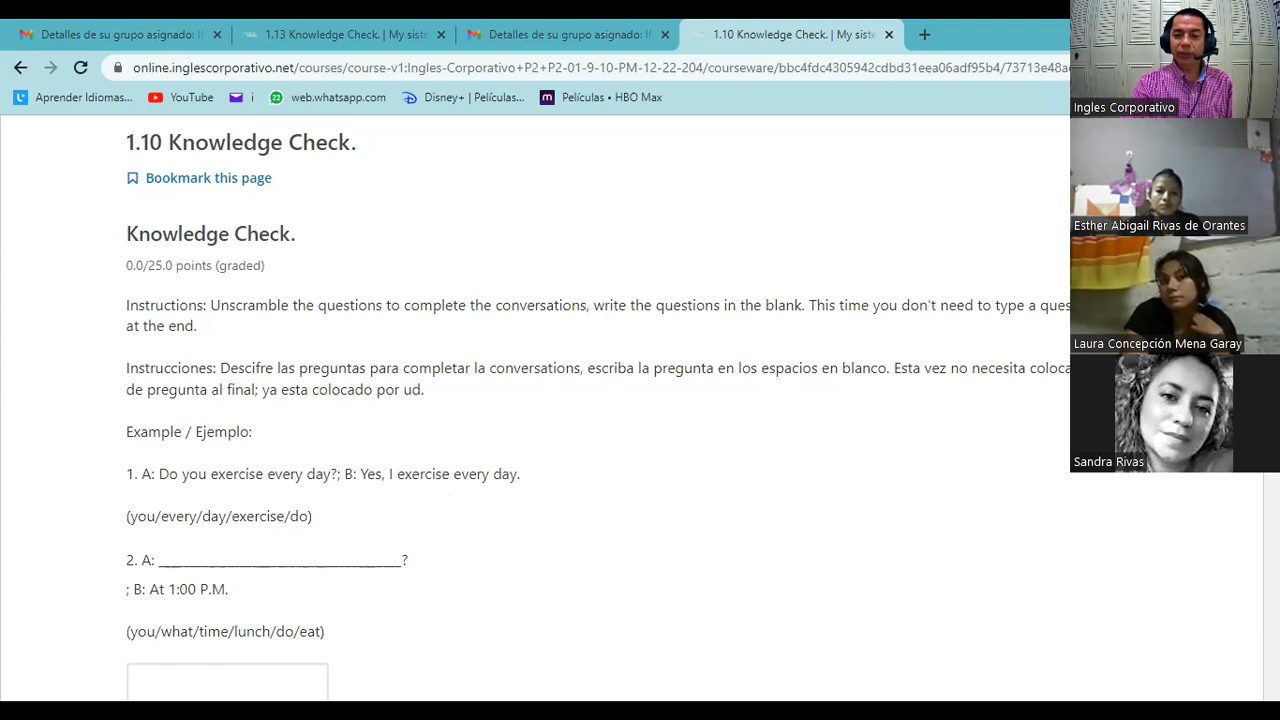 Detalles de su grupo asignado: I
1.13 Knowledge Check. | My sist
Detalles de su grupo asignado: I
1.10 Knowledge Check. | My siste
online.inglescorporativo.net/courses/course-v1:Ingles-Corporativo+P2+P2-01-9-10-PM-12-22-204/courseware/bbc4fdc4305942cdbd31eea06adf95b4/73713e48a
Aprender Idiomas...
YouTube
i
web.whatsapp.com
Disney+ | Películas...
Películas • HBO Max
1.10 Knowledge Check.
Bookmark this page
Knowledge Check.
0.0/25.0 points (graded)
Instructions: Unscramble the questions to complete the conversations, write the questions in the blank. This time you don't need to type a ques
at the end.
Instrucciones: Descifre las preguntas para completar la conversations, escriba la pregunta en los espacios en blanco. Esta vez no necesita coloca
de pregunta al final; ya esta colocado por ud.
Example / Ejemplo:
1. A: Do you exercise every day?; B: Yes, I exercise every day.
(you/every/day/exercise/do)
2. A: ___________________________________?
; B: At 1:00 P.M.
(you/what/time/lunch/do/eat)
Ingles Corporativo
Esther Abigail Rivas de Orantes
Laura Concepción Mena Garay
Sandra Rivas